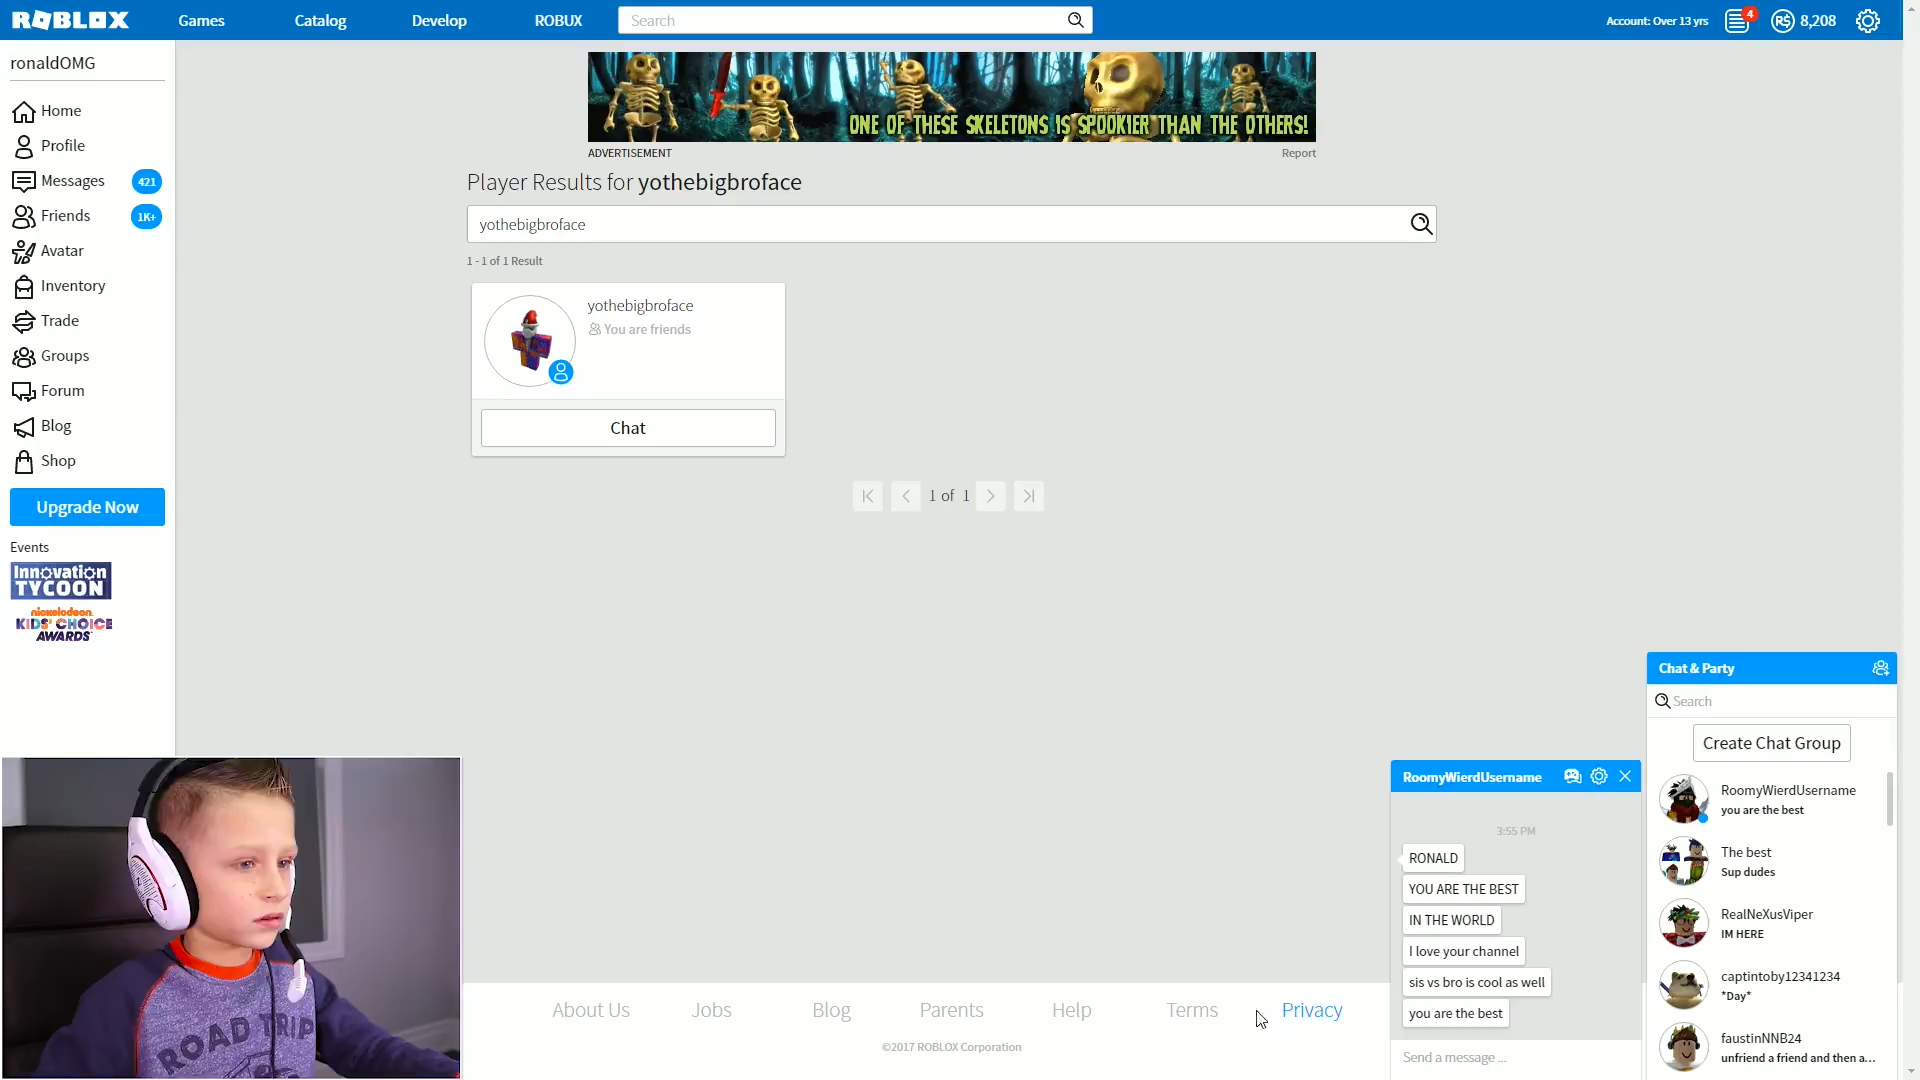 ROBLOX
Games
Catalog
Develop
ROBUX
Search
Account: Over 13 yrs
4
R$ 8,208
ronaldOMG
Home
Profile
Messages 421
Friends 1K+
Avatar
Inventory
Trade
Groups
Forum
Blog
Shop
Upgrade Now
Events
Innovation
TYCOON
nickelodeon
KIDS' CHOICE
AWARDS
ONE OF THESE SKELETONS IS SPOOKIER THAN THE OTHERS!
ADVERTISEMENT
Report
Player Results for yothebigbroface
yothebigbroface
1 - 1 of 1 Result
yothebigbroface
You are friends
Chat
1 of 1
ROAD TRIP
About Us
Jobs
Blog
Parents
Help
Terms
Privacy
©2017 ROBLOX Corporation
RoomyWierdUsername
3:55 PM
RONALD
YOU ARE THE BEST
IN THE WORLD
I love your channel
sis vs bro is cool as well
you are the best
Send a message ...
Chat & Party
Search
Create Chat Group
RoomyWierdUsername
you are the best
The best
Sup dudes
RealNeXusViper
IM HERE
captintoby12341234
*Day*
faustinNNB24
unfriend a friend and then a...